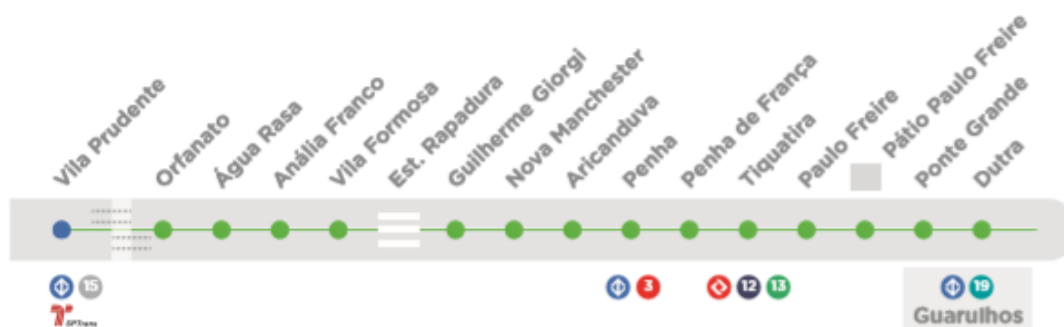 Vila Prudente
Orfanato
Água Rasa
Anália Franco
Vila Formosa
Est. Rapadura
Guilherme Giorgi
Nova Manchester
Aricanduva
Penha
Penha de França
Tiquatira
Paulo Freire
Pátio Paulo Freire
Ponte Grande
Dutra
15
3
12 13
19
SPTrans
Guarulhos